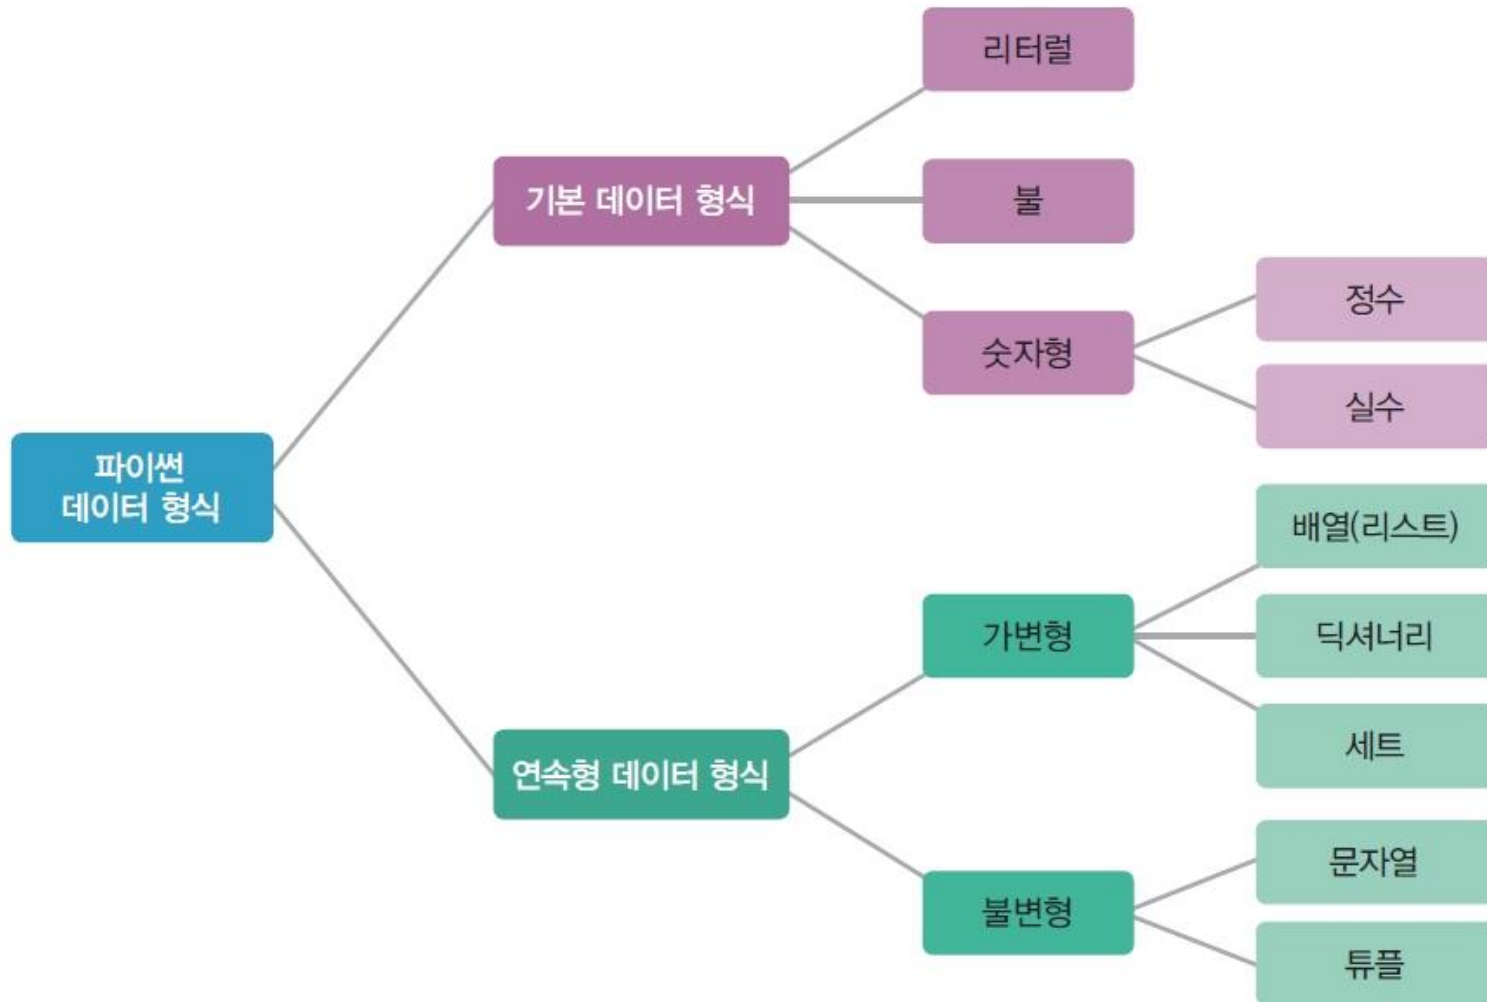 리터럴
기본 데이터 형식
불
정수
숫자형
실수
파이썬
데이터 형식
배열(리스트)
가변형
딕셔너리
세트
연속형 데이터 형식
문자열
불변형
튜플